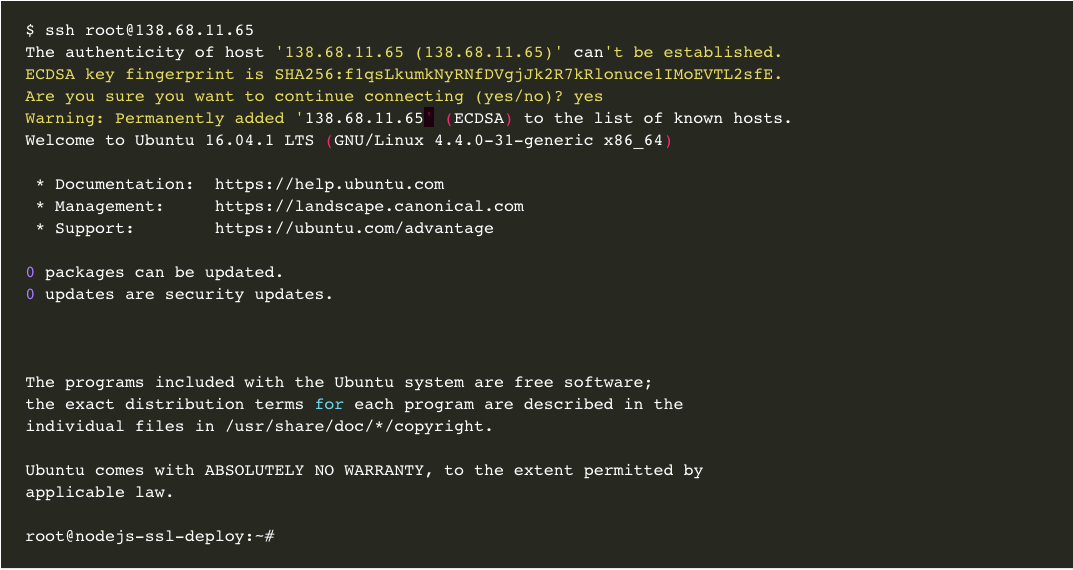 $ ssh root@138.68.11.65
The authenticity of host '138.68.11.65 (138.68.11.65)' can't be established.
ECDSA key fingerprint is SHA256:f1qsLkumkNyRNfDVgjJk2R7kRlonuce1IMoEVTL2sfE.
Are you sure you want to continue connecting (yes/no)? yes
Warning: Permanently added '138.68.11.65' (ECDSA) to the list of known hosts.
Welcome to Ubuntu 16.04.1 LTS (GNU/Linux 4.4.0-31-generic x86_64)
* Documentation:  https://help.ubuntu.com
* Management:     https://landscape.canonical.com
* Support:        https://ubuntu.com/advantage
0 packages can be updated.
0 updates are security updates.
The programs included with the Ubuntu system are free software;
the exact distribution terms for each program are described in the
individual files in /usr/share/doc/*/copyright.
Ubuntu comes with ABSOLUTELY NO WARRANTY, to the extent permitted by
applicable law.
root@nodejs-ssl-deploy:~#